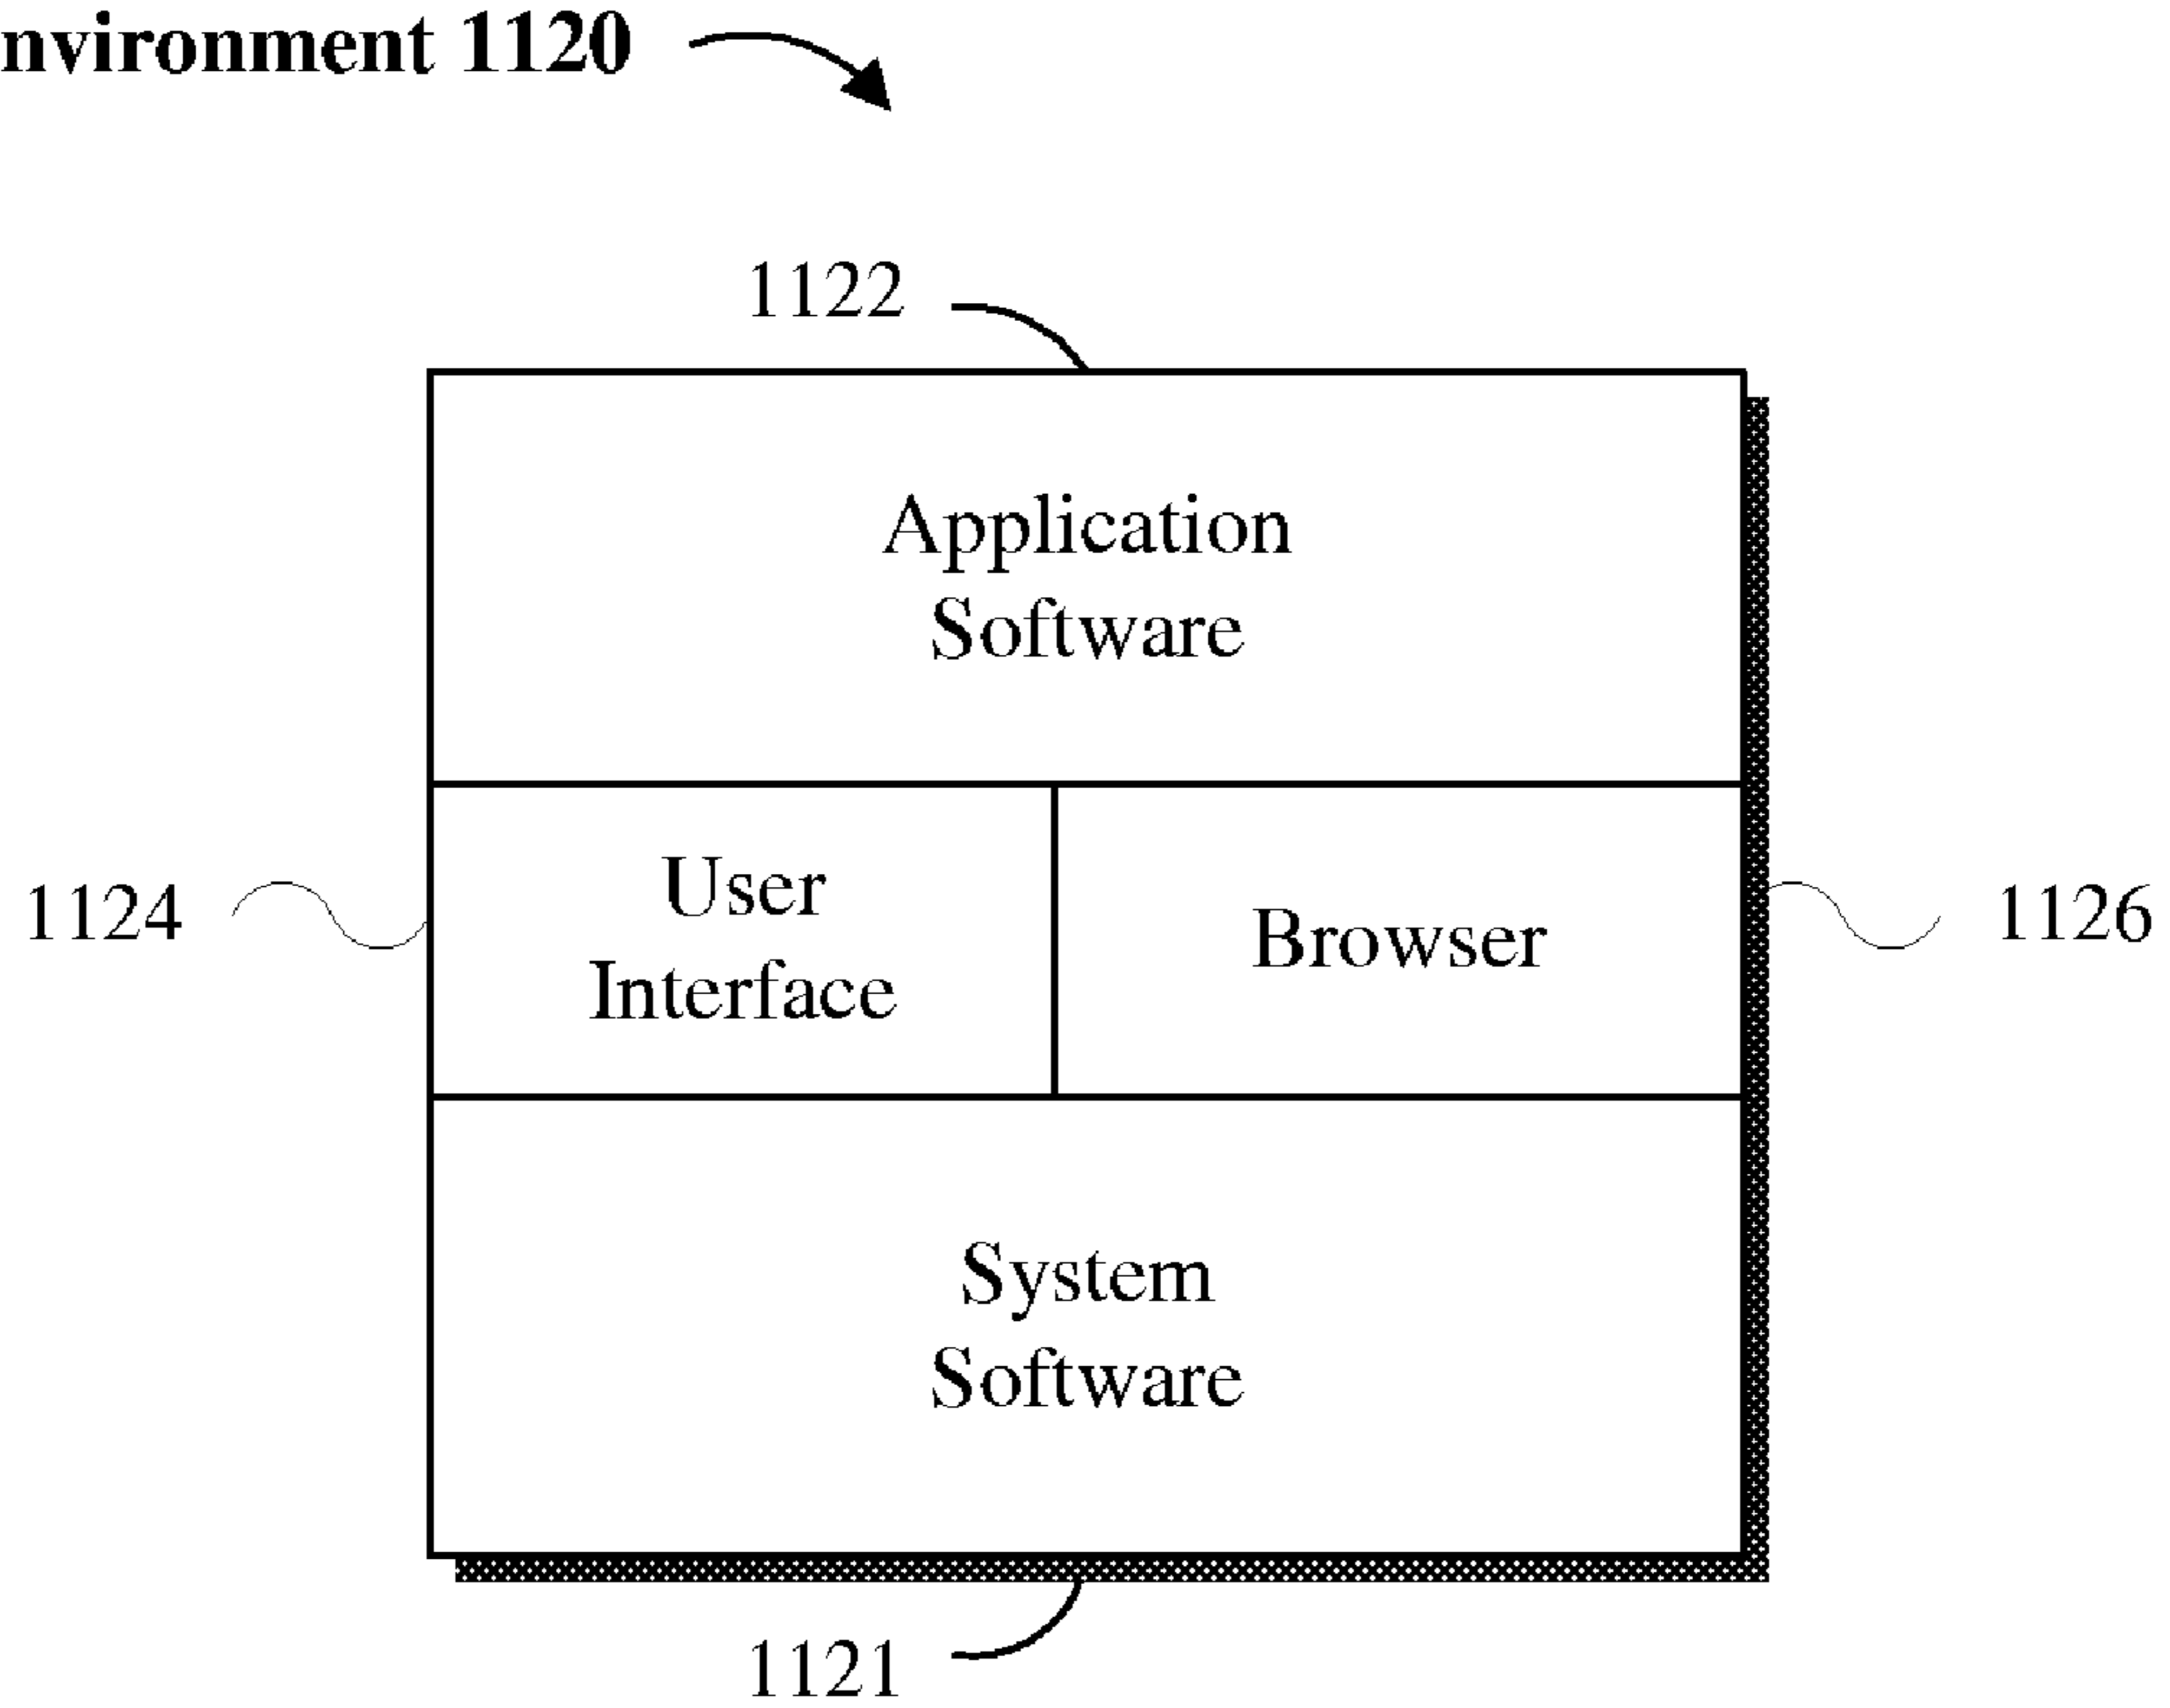 nvironment 1120
1122
Application
Software
User
Interface
Browser
1124
1126
System
Software
1121